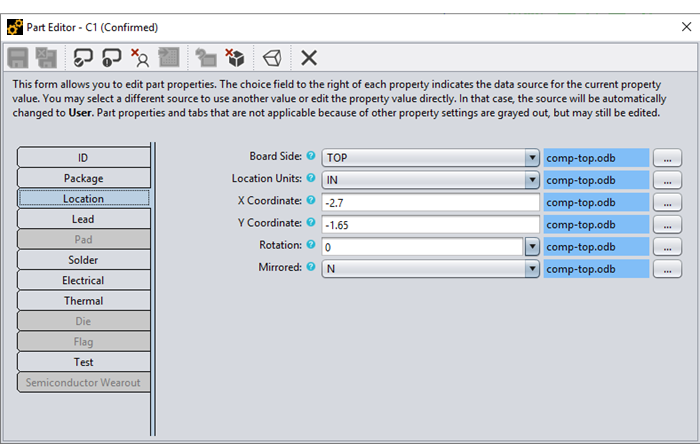 Part Editor - C1 (Confirmed)
This form allows you to edit part properties. The choice field to the right of each property indicates the data source for the current property
value. You may select a different source to use another value or edit the property value directly. In that case, the source will be automatically
changed to User. Part properties and tabs that are not applicable because of other property settings are grayed out, but may still be edited.
ID
Package
Location
Lead
Pad
Solder
Electrical
Thermal
Die
Flag
Test
Semiconductor Wearout
Board Side: ? TOP comp-top.odb ...
Location Units: ? IN comp-top.odb ...
X Coordinate: ? -2.7 comp-top.odb ...
Y Coordinate: ? -1.65 comp-top.odb ...
Rotation: ? 0 comp-top.odb ...
Mirrored: ? N comp-top.odb ...